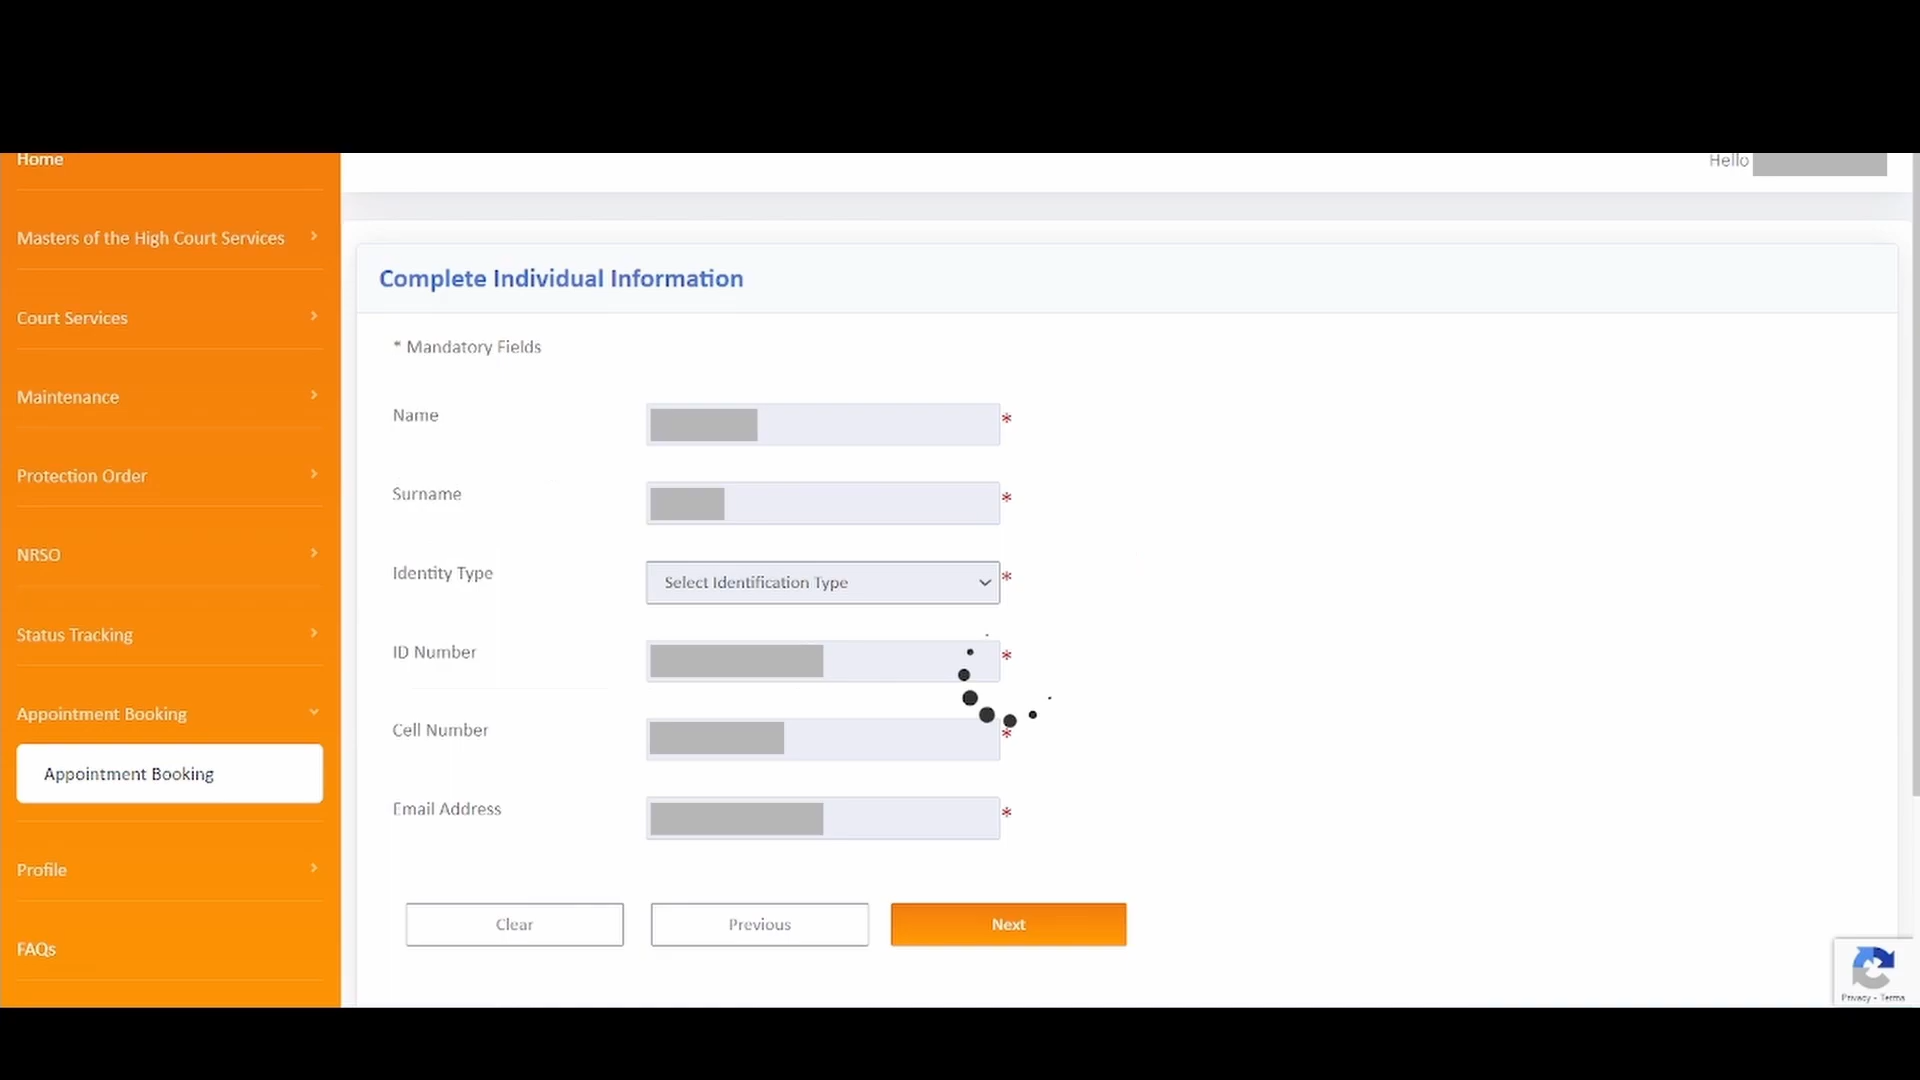 Home
Hello
Masters of the High Court Services
Court Services
Maintenance
Protection Order
NRSO
Status Tracking
Appointment Booking
Appointment Booking
Profile
FAQs
Complete Individual Information
* Mandatory Fields
Name *
Surname *
Identity Type Select Identification Type *
ID Number *
Cell Number *
Email Address *
Clear Previous Next
Privacy - Terms